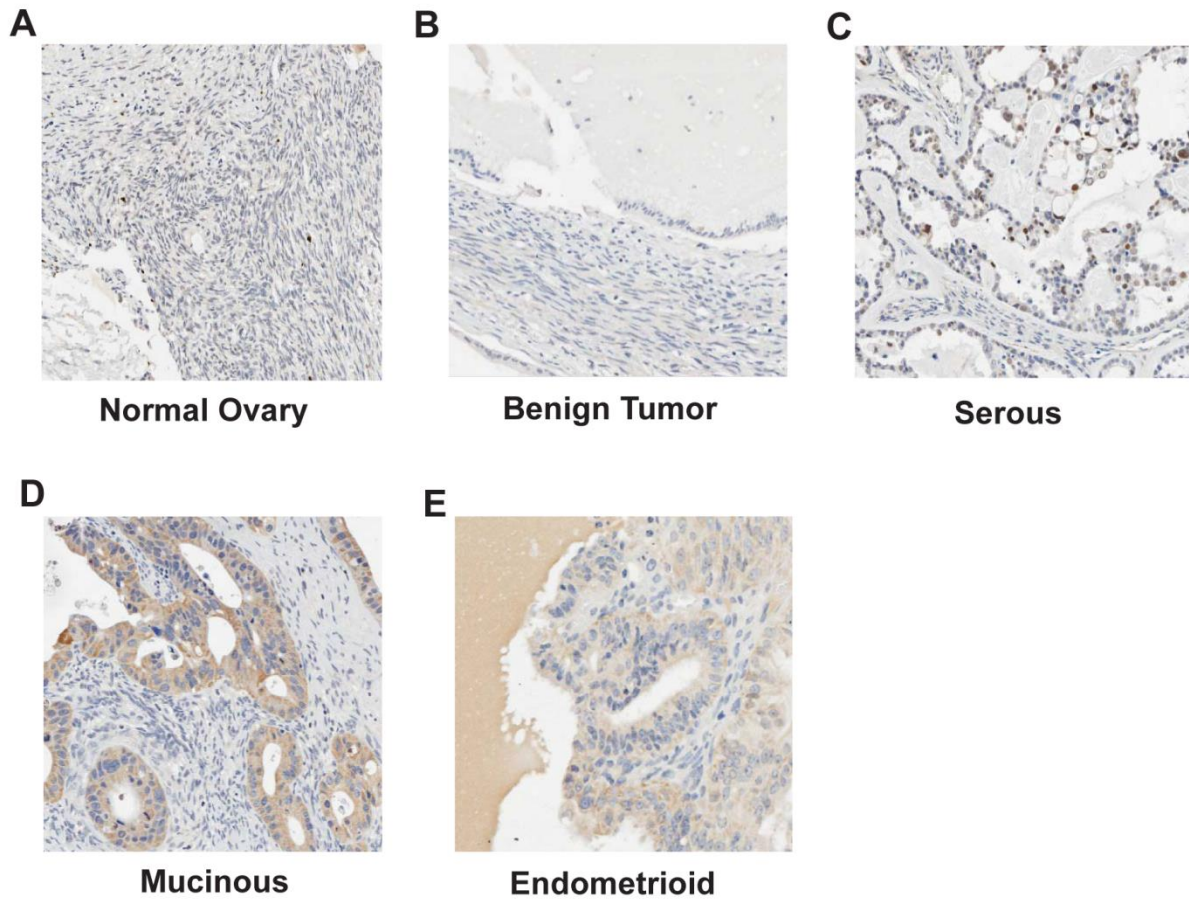 A
B
C
Normal Ovary
Benign Tumor
Serous
D
E
Mucinous
Endometrioid